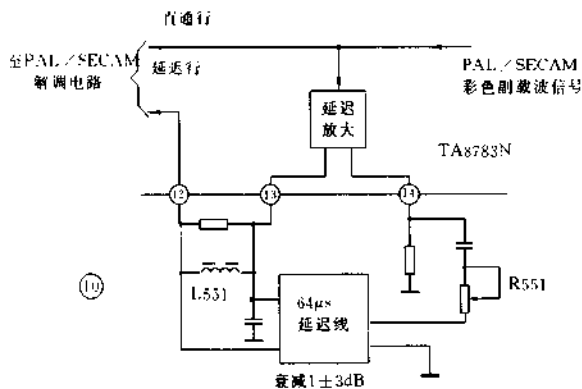 直通行
至PAL／SECAM
解调电路
延迟行
PAL／SECAM
彩色副载波信号
延迟
放大
TA8783N
12
13
14
10
L551
64μs
延迟线
R551
衰减1±3dB